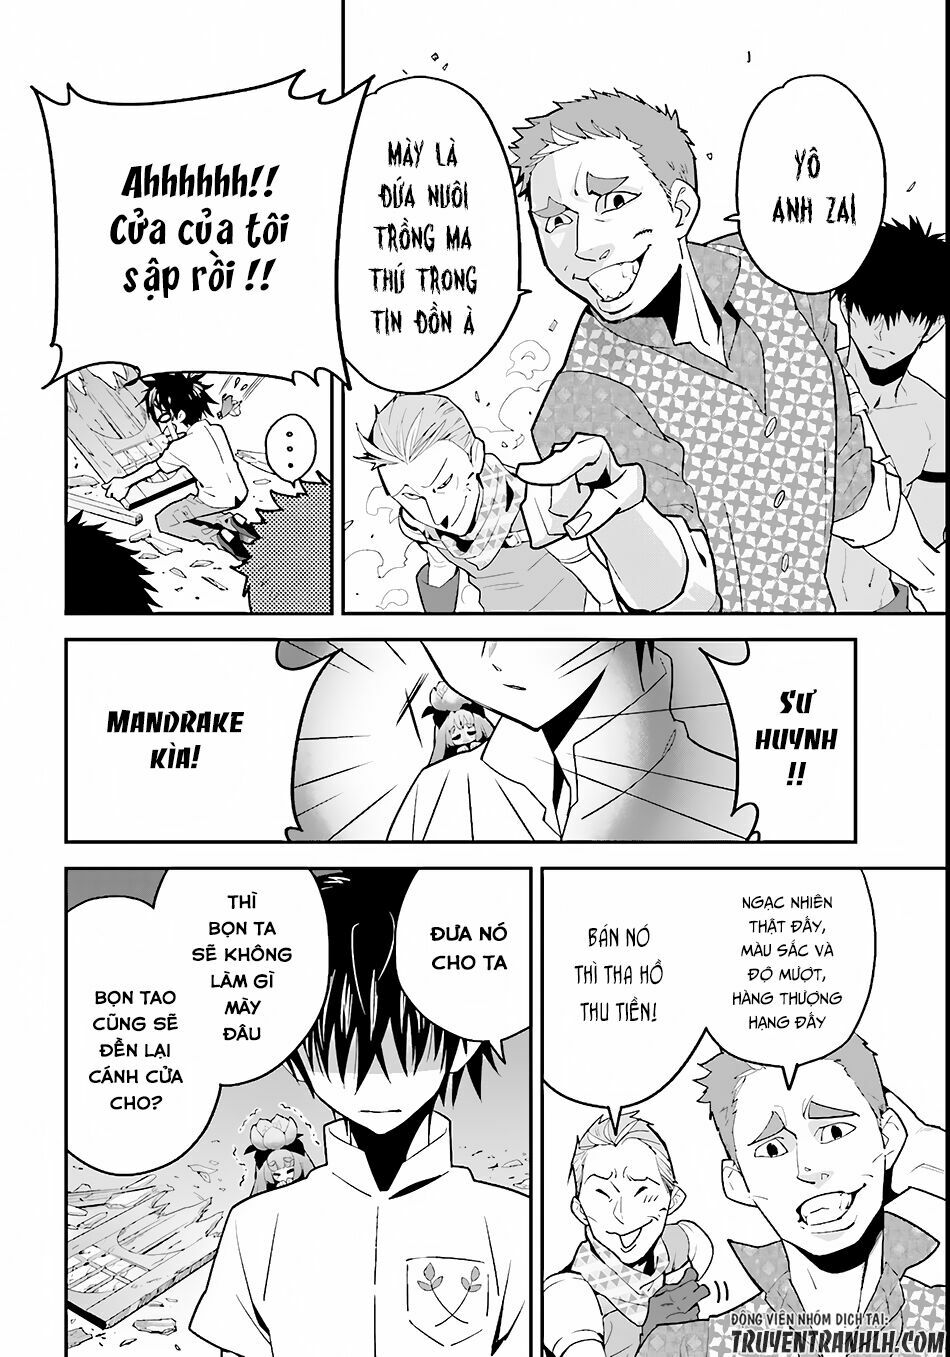 YÔ
ANH ZAI
MÀY LÀ
ĐỨA NUÔI
TRỒNG MA
THÚ TRONG
TIN ĐỒN À
Ahhhhhh!!
Cửa của tôi
sập rồi !!
...
SƯ
HUYNH
!!
MANDRAKE
KÌA!
NGẠC NHIÊN
THẬT ĐẤY,
MÀU SẮC VÀ
ĐỘ MƯỢT,
HÀNG THƯỢNG
HẠNG ĐẤY
BÁN NÓ
THÌ THA HỒ
THU TIỀN!
ĐƯA NÓ
CHO TA
THÌ
BỌN TA
SẼ KHÔNG
LÀM GÌ
MÀY
ĐÂU
BỌN TAO
CŨNG SẼ
ĐỀN LẠI
CÁNH CỬA
CHO?
ĐỘNG VIÊN NHÓM DỊCH TẠI:
TRUYENTRANHLH.COM